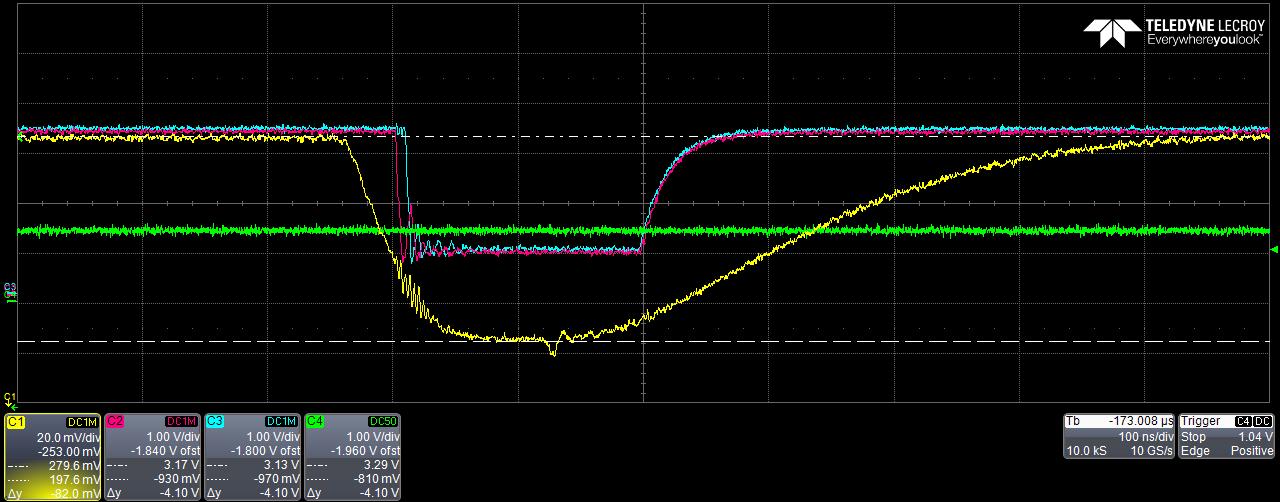 TELEDYNE LECROY
Everywhereyoulook™
C3
C1
C1 DC1M
20.0 mV/div
-253.00 mV
279.6 mV
197.6 mV
Δy -82.0 mV
C2 DC1M
1.00 V/div
-1.840 V ofst
3.17 V
-930 mV
Δy -4.10 V
C3 DC1M
1.00 V/div
-1.800 V ofst
3.13 V
-970 mV
Δy -4.10 V
C4 DC50
1.00 V/div
-1.960 V ofst
3.29 V
-810 mV
Δy -4.10 V
Tb -173.008 µs
100 ns/div
10.0 kS 10 GS/s
Trigger C4 DC
Stop 1.04 V
Edge Positive